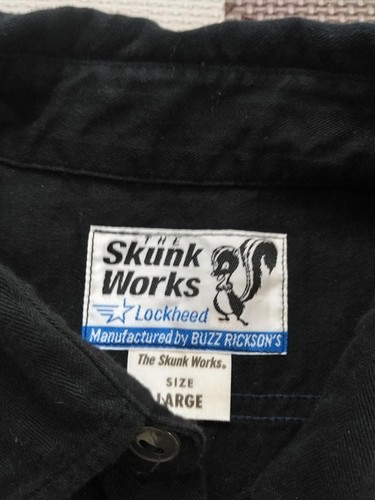 THE
Skunk
Works
Lockheed
Manufactured by BUZZ RICKSON'S
The Skunk Works®
SIZE
LARGE